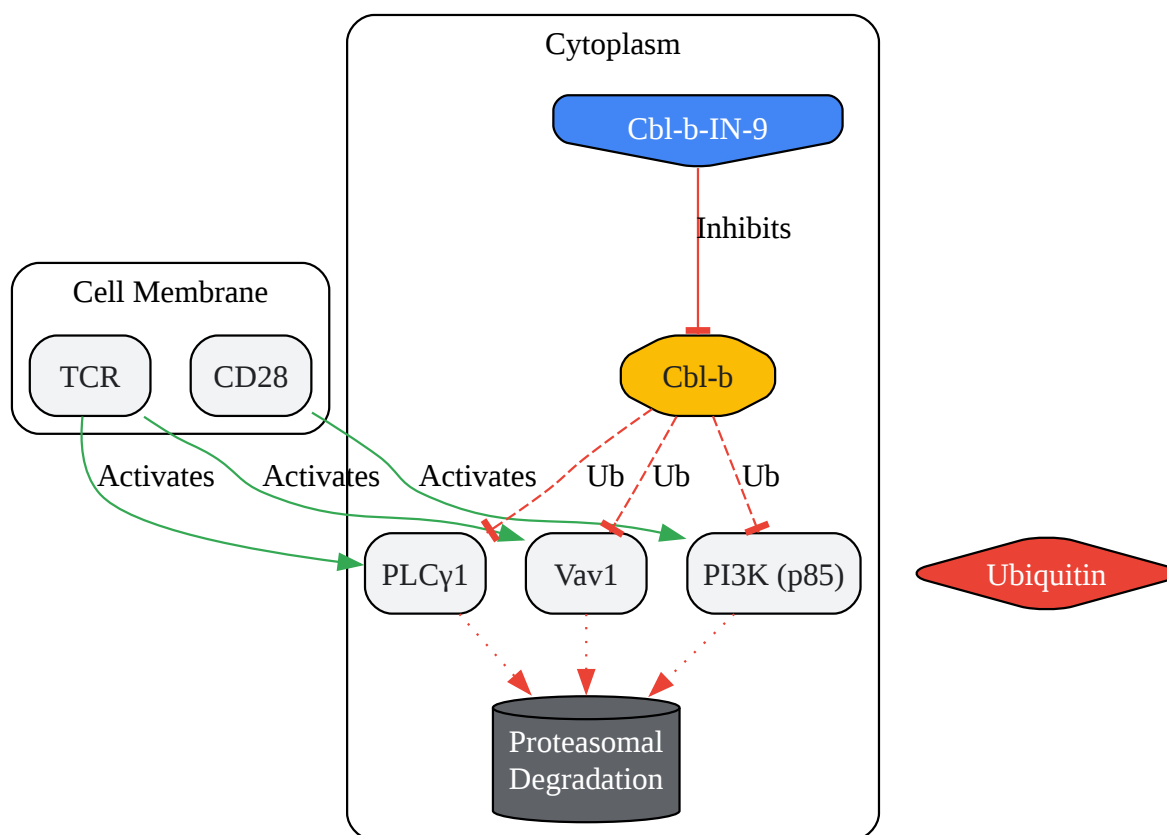 Cytoplasm
Cbl-b-IN-9
Inhibits
Cell Membrane
TCR
CD28
Cbl-b
Activates
Activates
Activates
Ub
Ub
Ub
PLCγ1
Vav1
PI3K (p85)
Ubiquitin
Proteasomal
Degradation